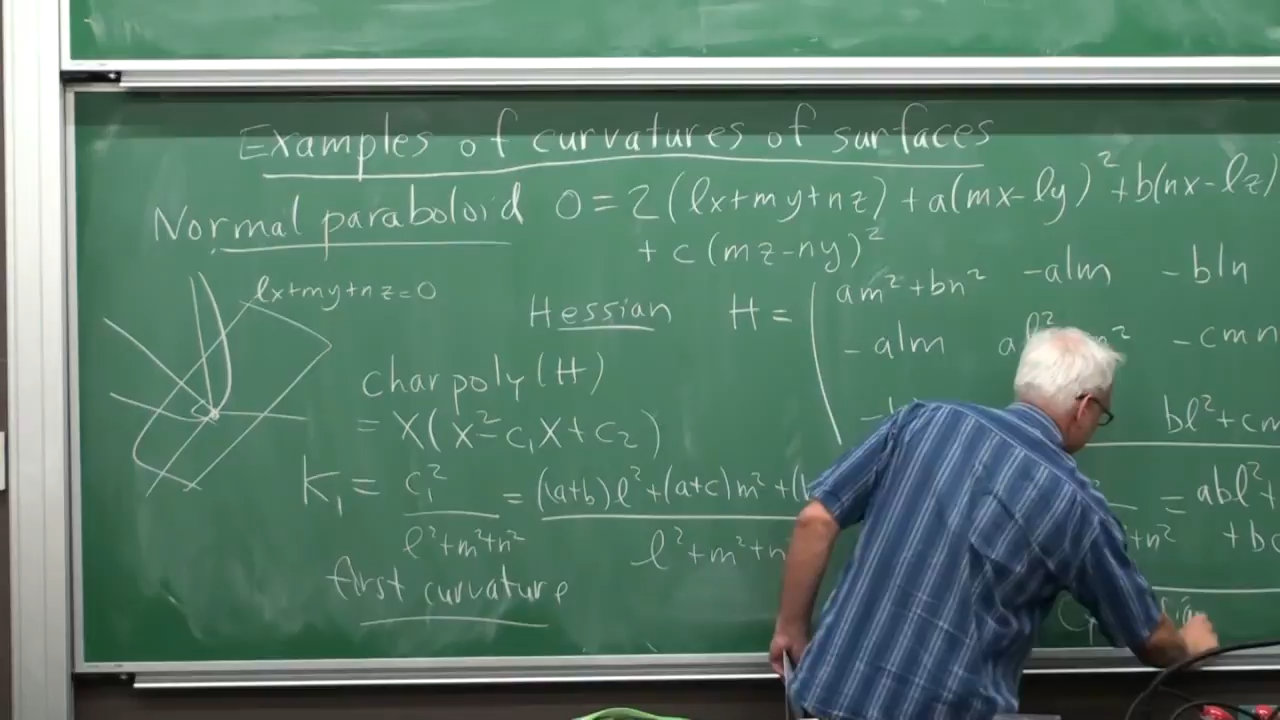 Examples of curvatures of surfaces
Normal paraboloid 0 = 2(lx+my+nz) + a(mx-ly)² + b(nx-lz)
+ c(mz-ny)²
lx+my+nz=0
Hessian H = ( am²+bn² -alm -bln
-alm -cmn
bl²+cm
charpoly(H)
= X(X²-c₁X+c₂)
K₁ = c₁² / l²+m²+n² = (a+b)l²+(a+c)m²+( / l²+m²+n
first curvature
+n² = abl²+
+bc